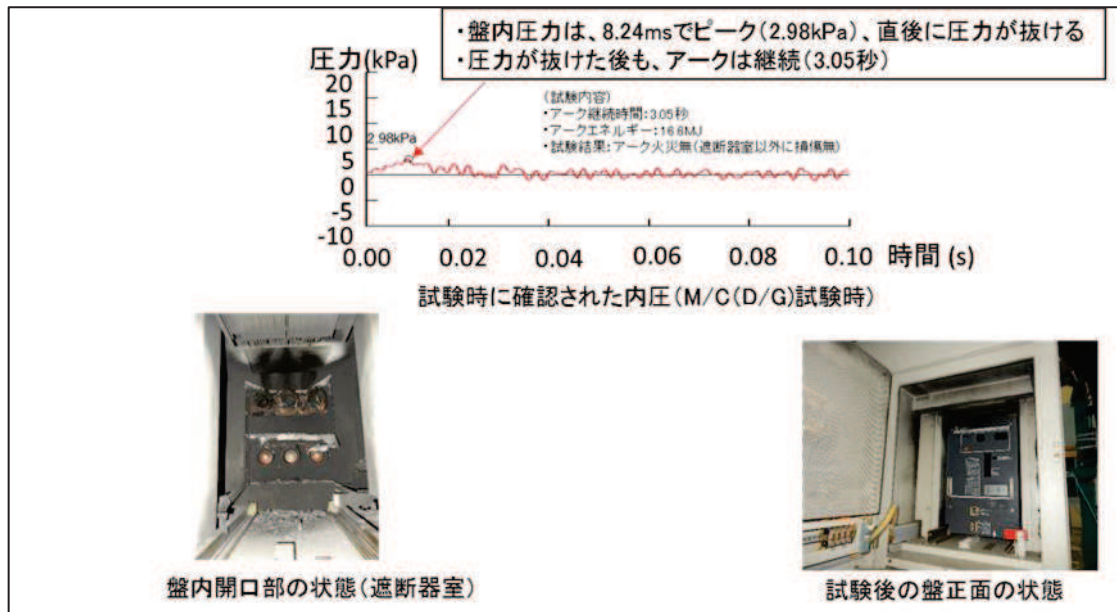 ・盤内圧力は、8.24msでピーク(2.98kPa)、直後に圧力が抜ける
・圧力が抜けた後も、アークは継続(3.05秒)
圧力(kPa)
20
15
10
5
0
-5
-10
2.98kPa
(試験内容)
・アーク継続時間:3.05秒
・アークエネルギー:16.6MJ
・試験結果:アーク火災無(遮断器室以外に損傷無)
0.00 0.02 0.04 0.06 0.08 0.10 時間 (s)
試験時に確認された内圧(M/C(D/G)試験時)
盤内開口部の状態(遮断器室)
試験後の盤正面の状態